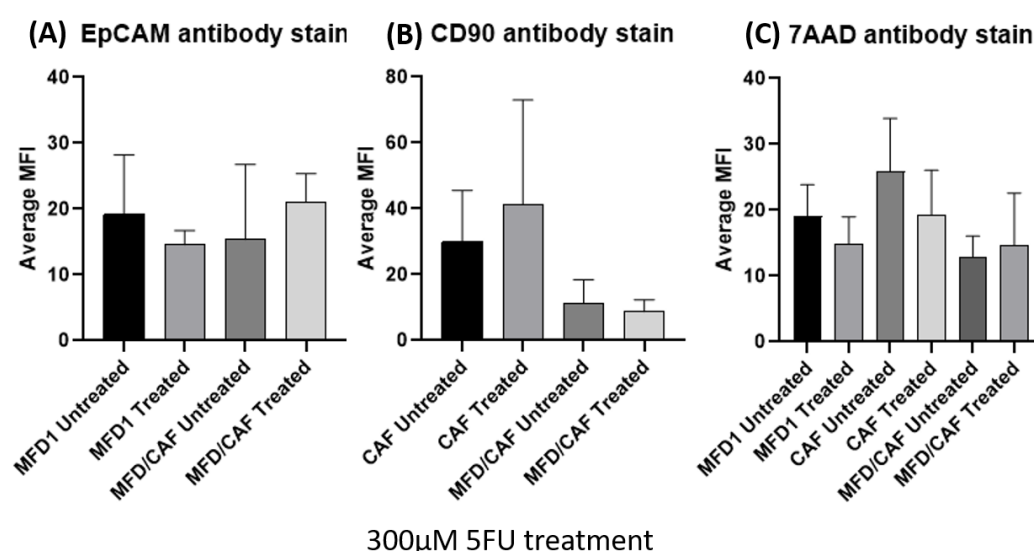 (A) EpCAM antibody stain
40
30
20
10
0
Average MFI
MFD1 Untreated
MFD1 Treated
MFD/CAF Untreated
MFD/CAF Treated
(B) CD90 antibody stain
80
60
40
20
0
Average MFI
CAF Untreated
CAF Treated
MFD/CAF Untreated
MFD/CAF Treated
(C) 7AAD antibody stain
40
30
20
10
0
Average MFI
MFD1 Untreated
MFD1 Treated
CAF Untreated
CAF Treated
MFD/CAF Untreated
MFD/CAF Treated
300µM 5FU treatment